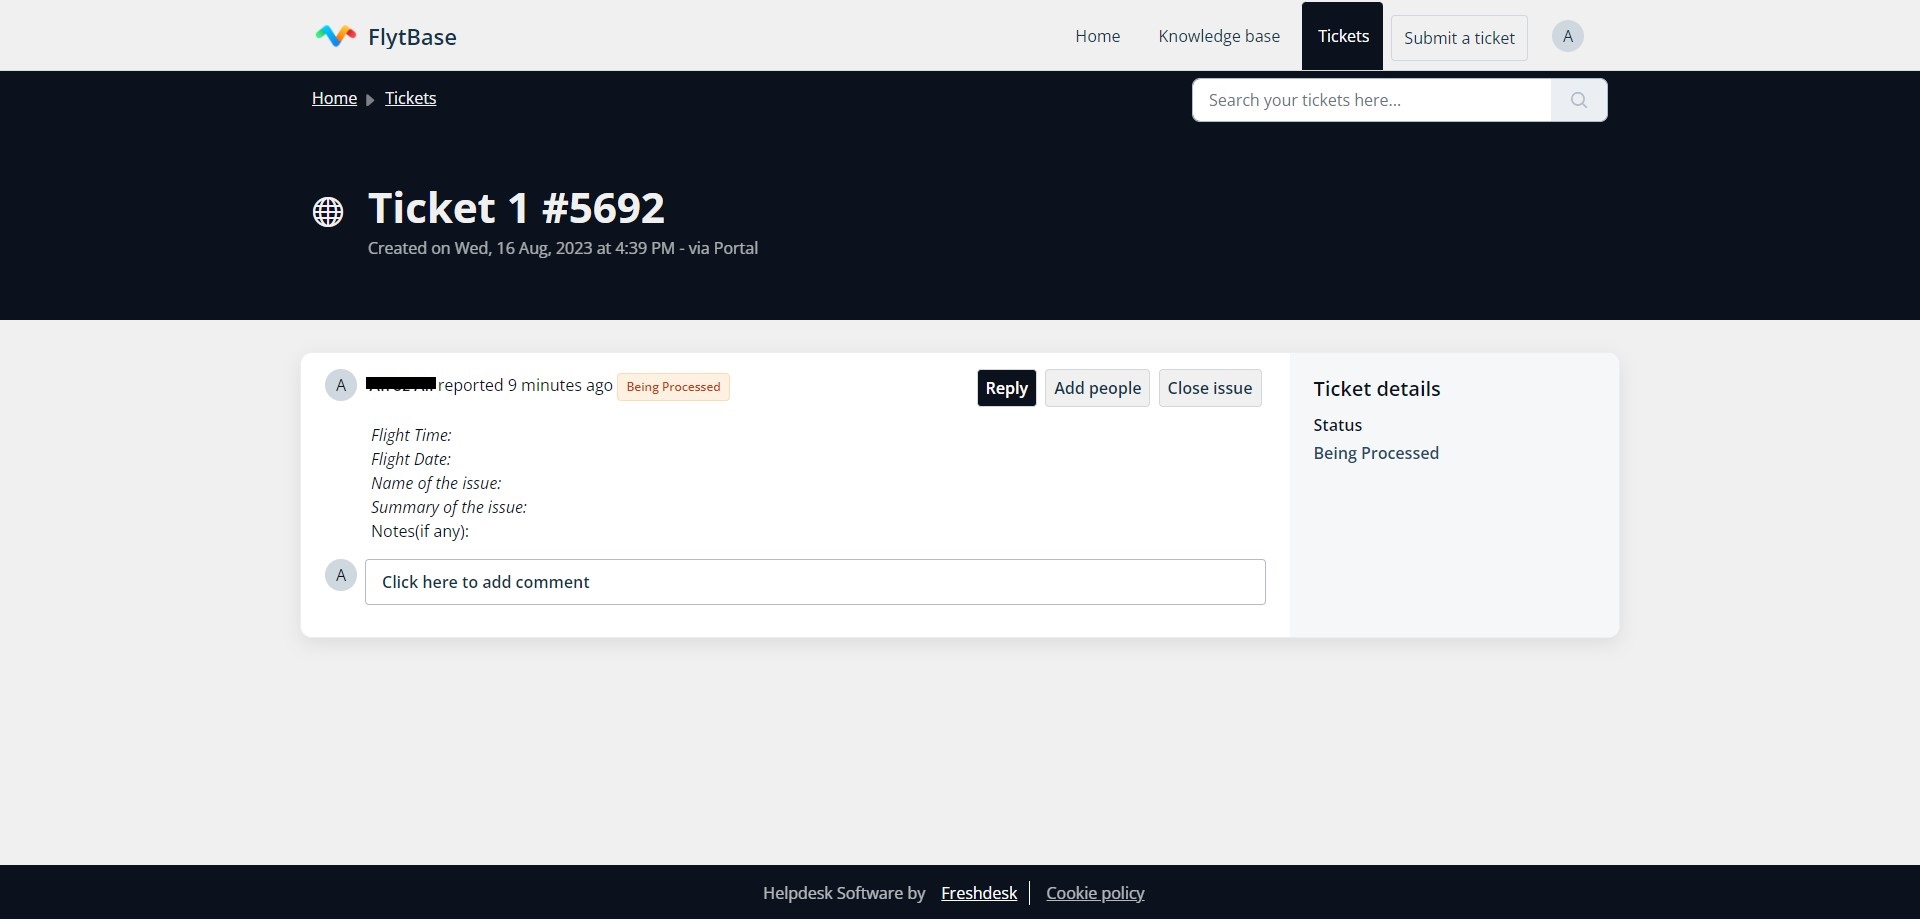 FlytBase
Home Knowledge base Tickets Submit a ticket A
Home Tickets
Search your tickets here...
Ticket 1 #5692
Created on Wed, 16 Aug, 2023 at 4:39 PM - via Portal
A reported 9 minutes ago Being Processed
Reply Add people Close issue
Flight Time:
Flight Date:
Name of the issue:
Summary of the issue:
Notes(if any):
A Click here to add comment
Ticket details
Status
Being Processed
Helpdesk Software by Freshdesk Cookie policy